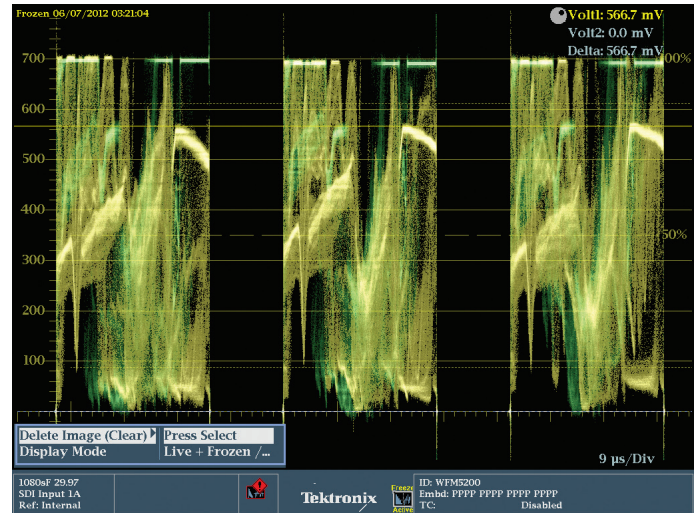 Frozen 06/07/2012 03:21:04
Volt1: 566.7 mV
Volt2: 0.0 mV
Delta: 566.7 mV
700
100%
600
500
400
300
50%
200
100
Delete Image (Clear) Press Select
Display Mode Live + Frozen /...
9 µs/Div
1080sF 29.97
SDI Input 1A
Ref: Internal
Tektronix
Freeze
Active
ID: WFM5200
Embd: PPPP PPPP PPPP PPPP
TC: Disabled